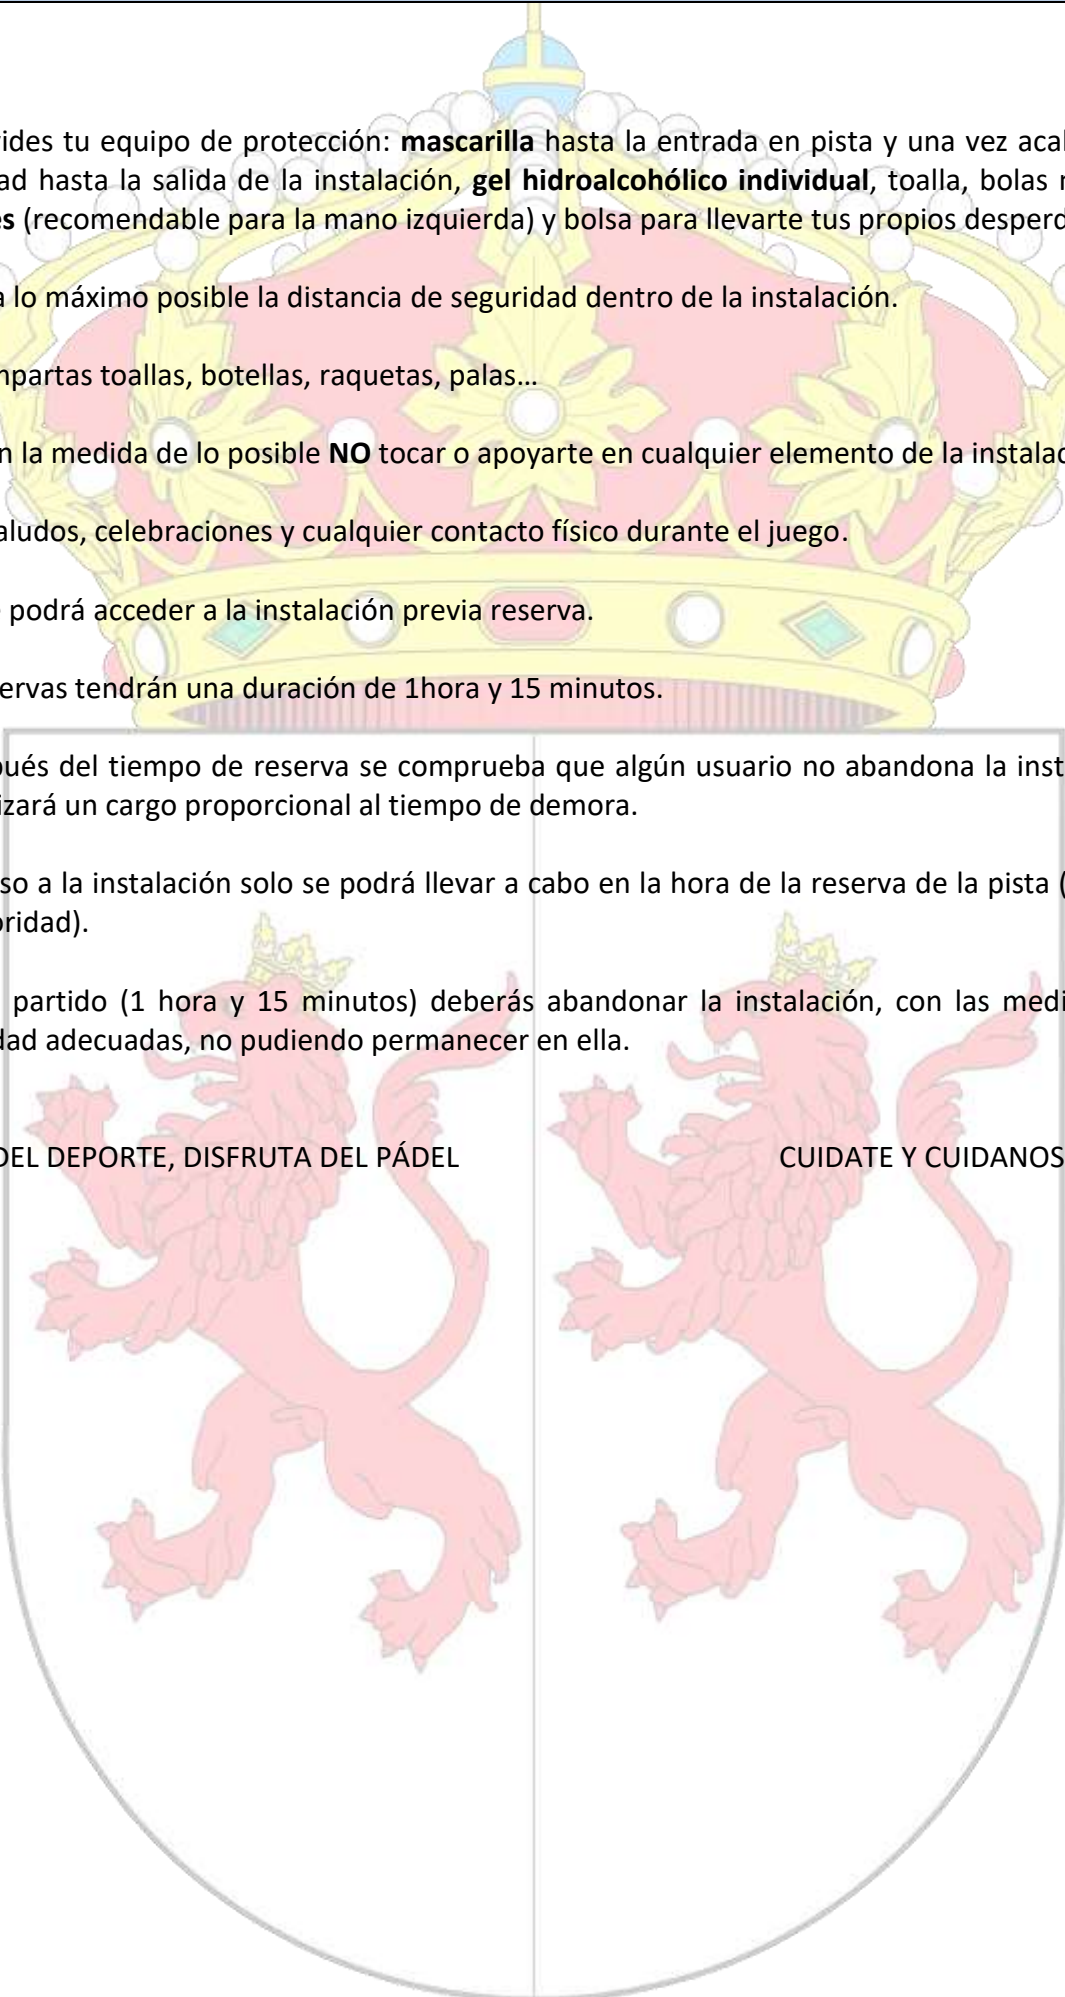 ides tu equipo de protección: mascarilla hasta la entrada en pista y una vez acal
ad hasta la salida de la instalación, gel hidroalcohólico individual, toalla, bolas
s (recomendable para la mano izquierda) y bolsa para llevarte tus propios desperd
a lo máximo posible la distancia de seguridad dentro de la instalación.
npartas toallas, botellas, raquetas, palas…
n la medida de lo posible NO tocar o apoyarte en cualquier elemento de la instalac
aludos, celebraciones y cualquier contacto físico durante el juego.
podrá acceder a la instalación previa reserva.
ervas tendrán una duración de 1hora y 15 minutos.
ués del tiempo de reserva se comprueba que algún usuario no abandona la inst
izará un cargo proporcional al tiempo de demora.
so a la instalación solo se podrá llevar a cabo en la hora de la reserva de la pista (
oridad).
partido (1 hora y 15 minutos) deberás abandonar la instalación, con las medi
dad adecuadas, no pudiendo permanecer en ella.
DEL DEPORTE, DISFRUTA DEL PÁDEL CUIDATE Y CUIDANOS